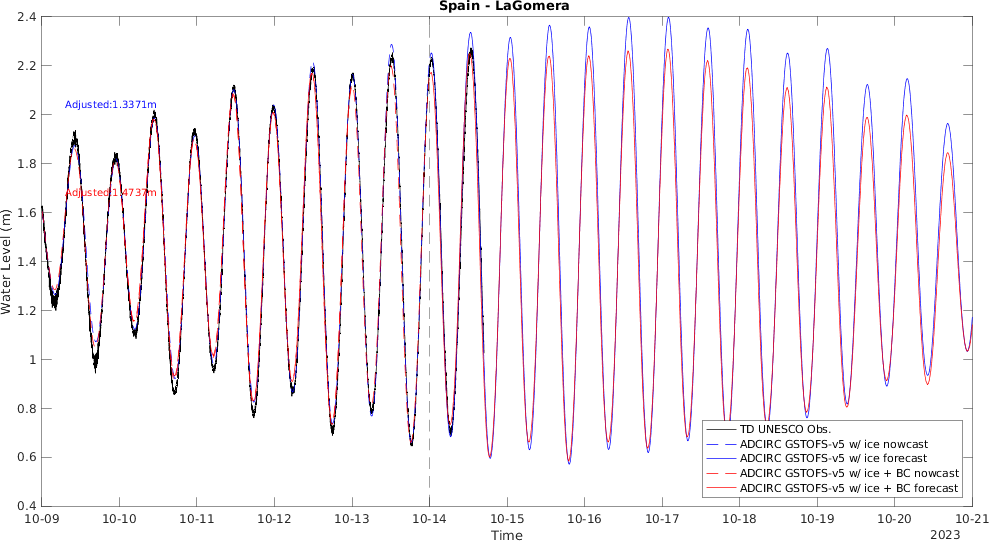 Spain - LaGomera
2.4
2.2
2
1.8
1.6
1.4
1.2
1
0.8
0.6
0.4
Water Level (m)
Adjusted:1.3371m
Adjusted:1.4737m
TD UNESCO Obs.
ADCIRC GSTOFS-v5 w/ ice nowcast
ADCIRC GSTOFS-v5 w/ ice forecast
ADCIRC GSTOFS-v5 w/ ice + BC nowcast
ADCIRC GSTOFS-v5 w/ ice + BC forecast
10-09 10-10 10-11 10-12 10-13 10-14 10-15 10-16 10-17 10-18 10-19 10-20 10-21
Time
2023